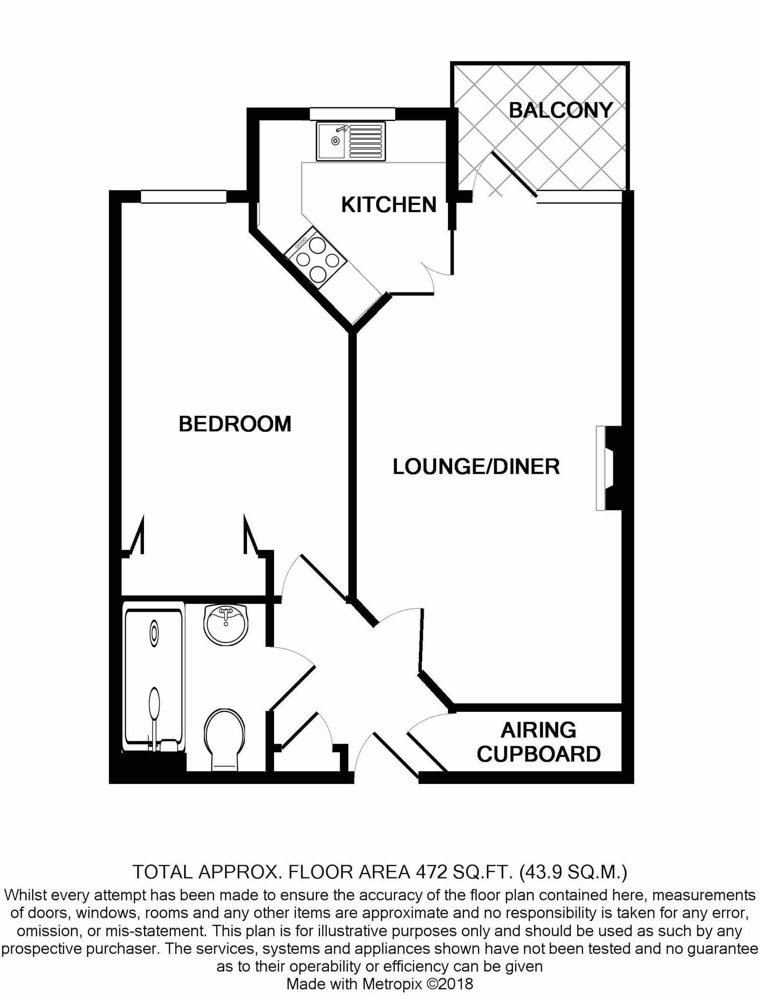 BALCONY
KITCHEN
BEDROOM
LOUNGE/DINER
AIRING
CUPBOARD
TOTAL APPROX. FLOOR AREA 472 SQ.FT. (43.9 SQ.M.)
Whilst every attempt has been made to ensure the accuracy of the floor plan contained here, measurements
of doors, windows, rooms and any other items are approximate and no responsibility is taken for any error,
omission, or mis-statement. This plan is for illustrative purposes only and should be used as such by any
prospective purchaser. The services, systems and appliances shown have not been tested and no guarantee
as to their operability or efficiency can be given
Made with Metropix ©2018